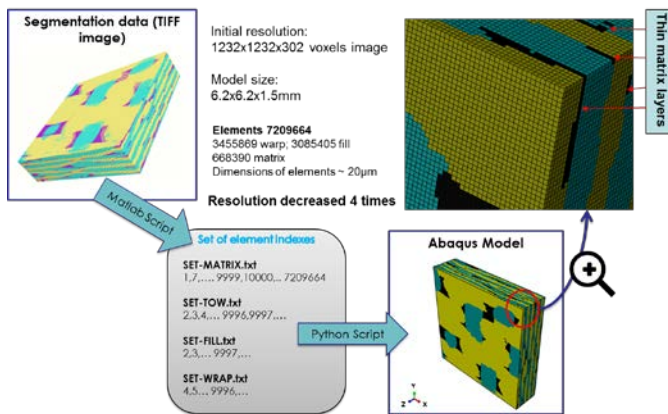 Segmentation data (TIFF
image)
Initial resolution:
1232x1232x302 voxels image
Model size:
6.2x6.2x1.5mm
Elements 7209664
3455869 warp; 3085405 fill
668390 matrix
Dimensions of elements ~ 20µm
Resolution decreased 4 times
Thin matrix
layers
Matlab Script
Set of element indexes
SET-MATRIX.txt
1,7,.... 9999,10000,.. 7209664
SET-TOW.txt
2,3,4,... 9996,9997,....
SET-FILL.txt
2,3,... 9997,...
SET-WRAP.txt
4,5... 9996,...
Python Script
Abaqus Model
Y
Z
X